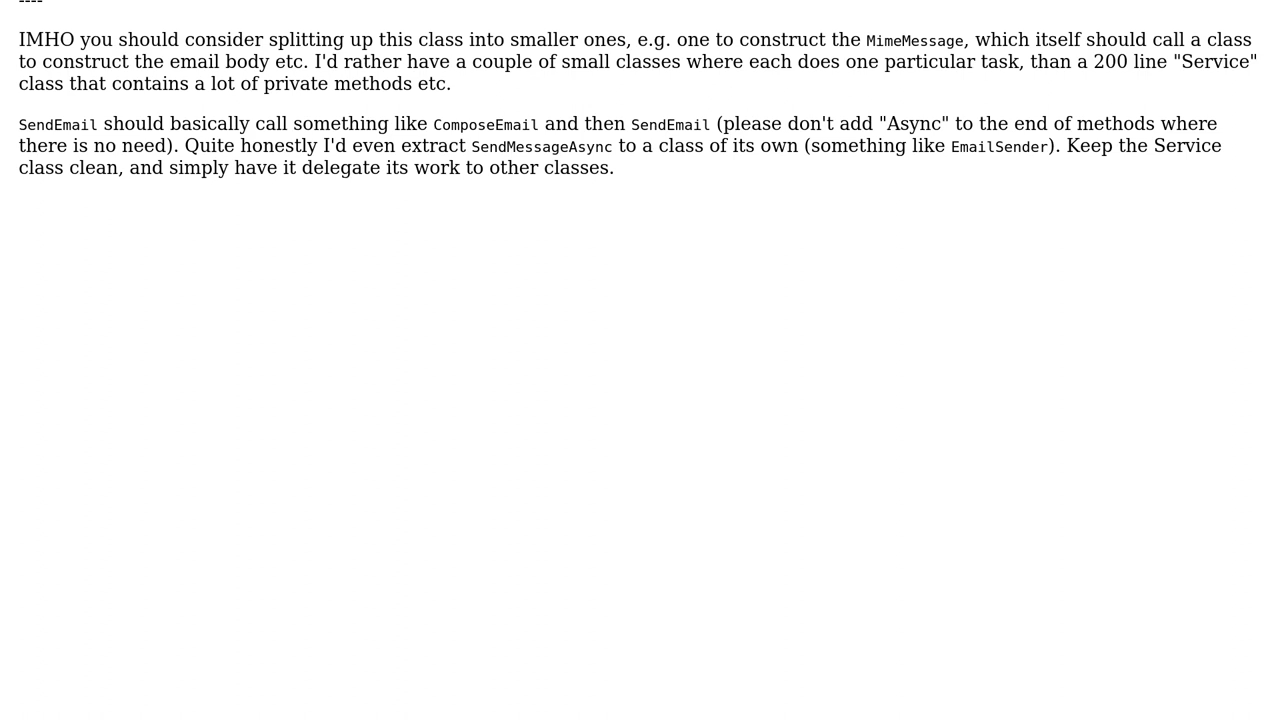 ----
IMHO you should consider splitting up this class into smaller ones, e.g. one to construct the MimeMessage, which itself should call a class
to construct the email body etc. I'd rather have a couple of small classes where each does one particular task, than a 200 line "Service"
class that contains a lot of private methods etc.
SendEmail should basically call something like ComposeEmail and then SendEmail (please don't add "Async" to the end of methods where
there is no need). Quite honestly I'd even extract SendMessageAsync to a class of its own (something like EmailSender). Keep the Service
class clean, and simply have it delegate its work to other classes.